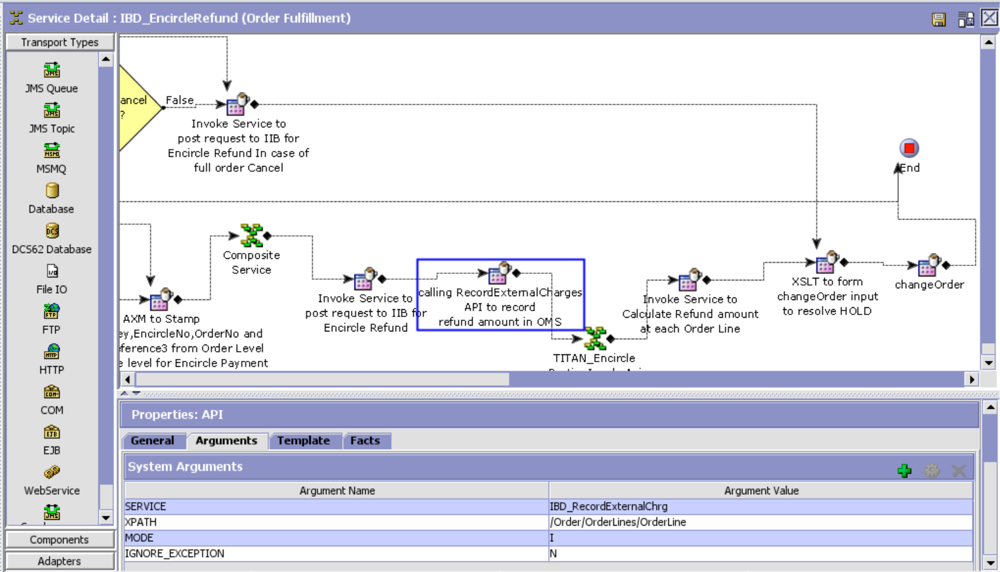 Service Detail : IBD_EncircleRefund (Order Fulfillment)
Transport Types
JMS Queue
JMS Topic
MSMQ
Database
DCS62 Database
File IO
FTP
HTTP
COM
EJB
WebService
Components
Adapters
ancel
?
False
Invoke Service to
post request to IIB for
Encircle Refund In case of
full order Cancel
End
Composite
Service
AXM to Stamp
ey,EncircleNo,OrderNo and
ference3 from Order Level
e level for Encircle Payment
Invoke Service to
post request to IIB for
Encircle Refund
calling RecordExternalCharges
API to record
refund amount in OMS
TITAN_Encircle
Invoke Service to
Calculate Refund amount
at each Order Line
XSLT to form
changeOrder input
to resolve HOLD
changeOrder
Properties: API
General Arguments Template Facts
System Arguments
Argument Name Argument Value
SERVICE IBD_RecordExternalChrg
XPATH /Order/OrderLines/OrderLine
MODE I
IGNORE_EXCEPTION N